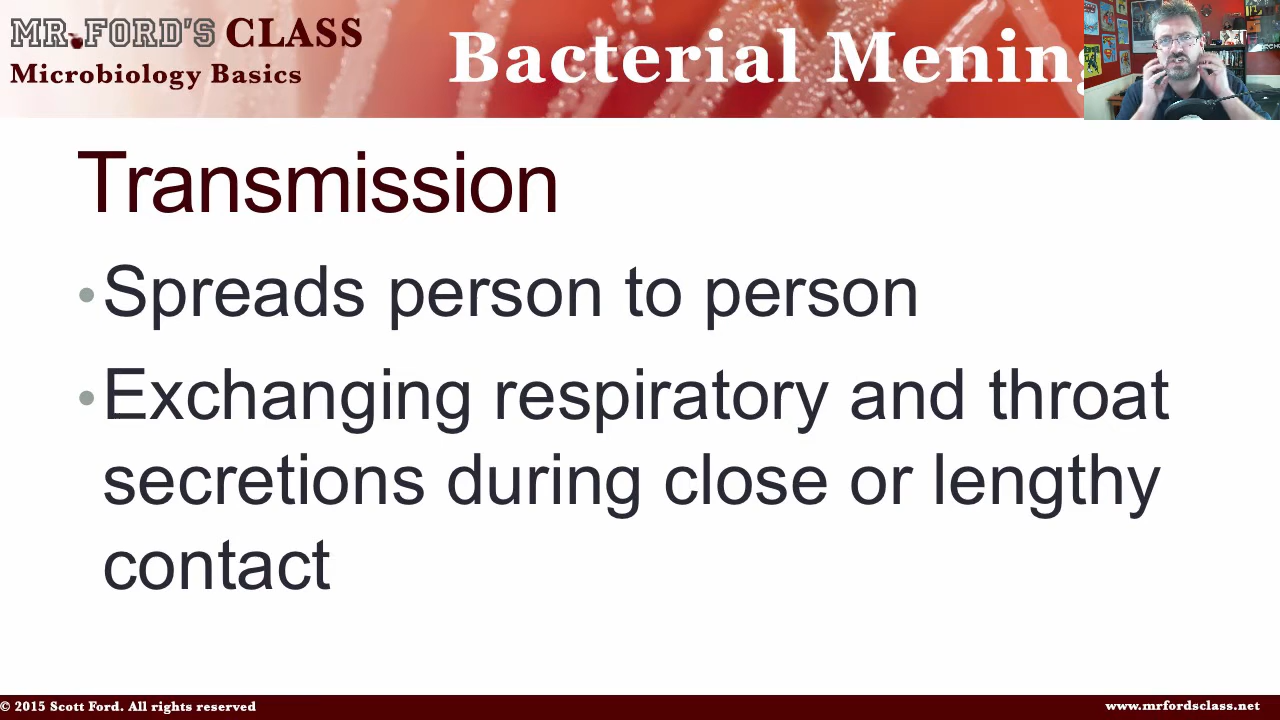 MR. FORD'S CLASS
Microbiology Basics
Bacterial Mening
Transmission
•Spreads person to person
•Exchanging respiratory and throat
secretions during close or lengthy
contact
© 2015 Scott Ford. All rights reserved
www.mrfordsclass.net